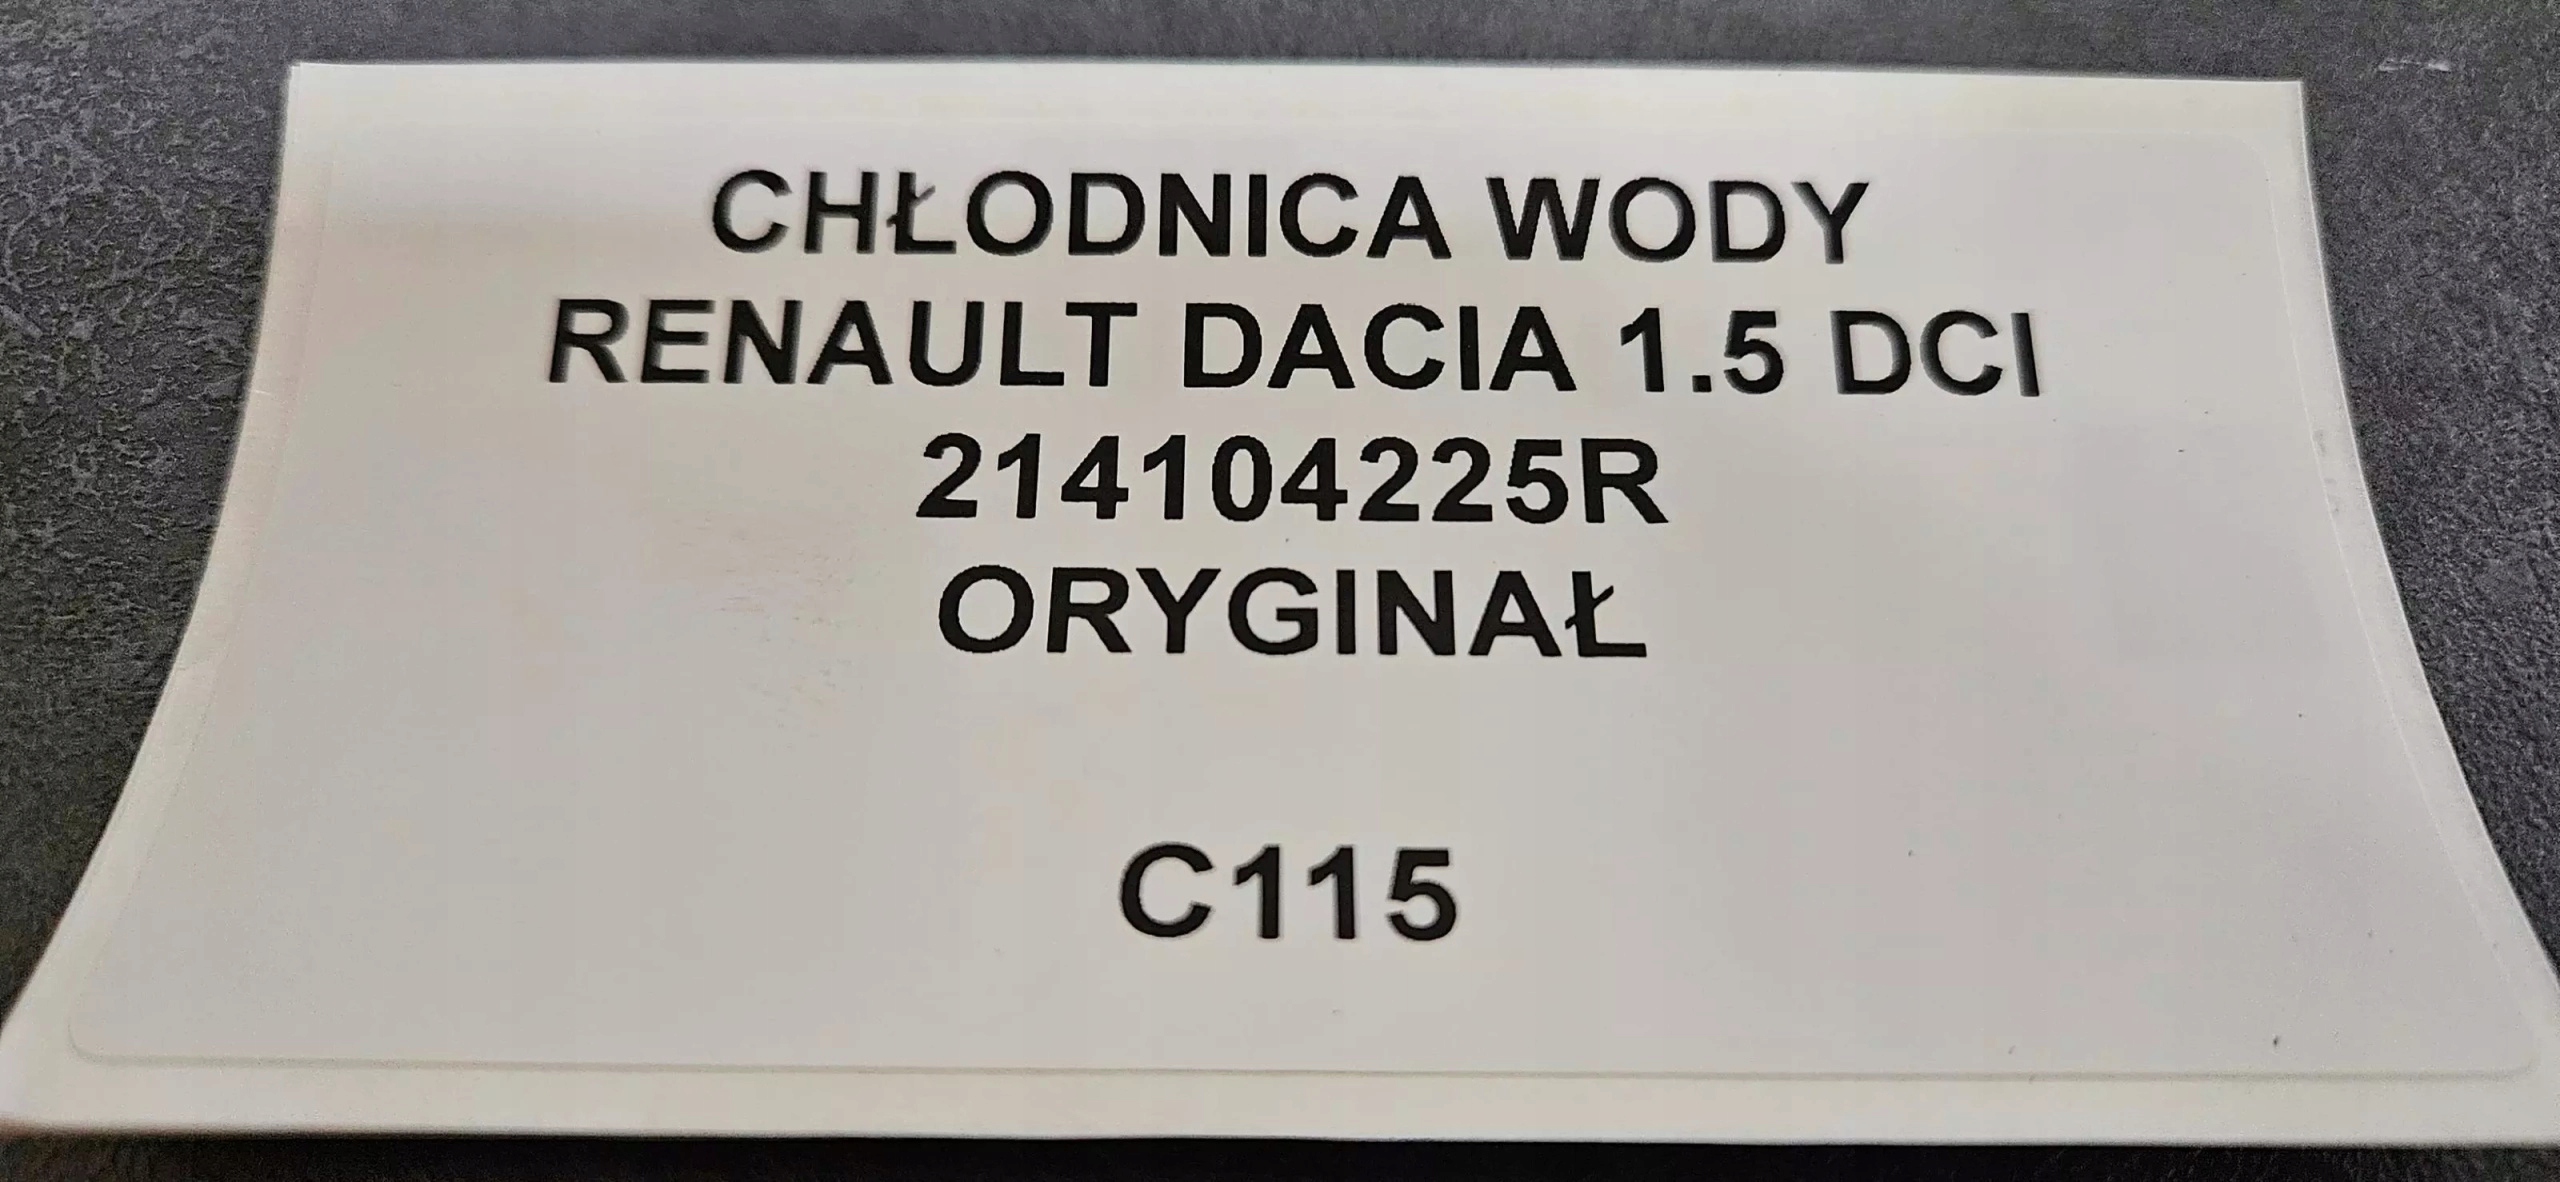 CHŁODNICA WODY
RENAULT DACIA 1.5 DCI
214104225R
ORYGINAŁ
C115